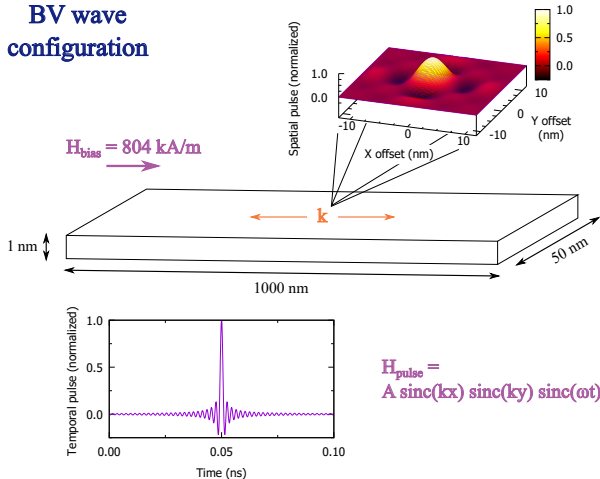 BV wave
configuration
Spatial pulse (normalized)
1.0
0.0
-10
0
10
X offset (nm)
-10
0
10
Y offset
(nm)
1.0
0.5
0.0
H_bias = 804 kA/m
k
1 nm
1000 nm
50 nm
Temporal pulse (normalized)
1.0
0.5
0.0
0.00
0.05
0.10
Time (ns)
H_pulse =
A sinc(kx) sinc(ky) sinc(ωt)